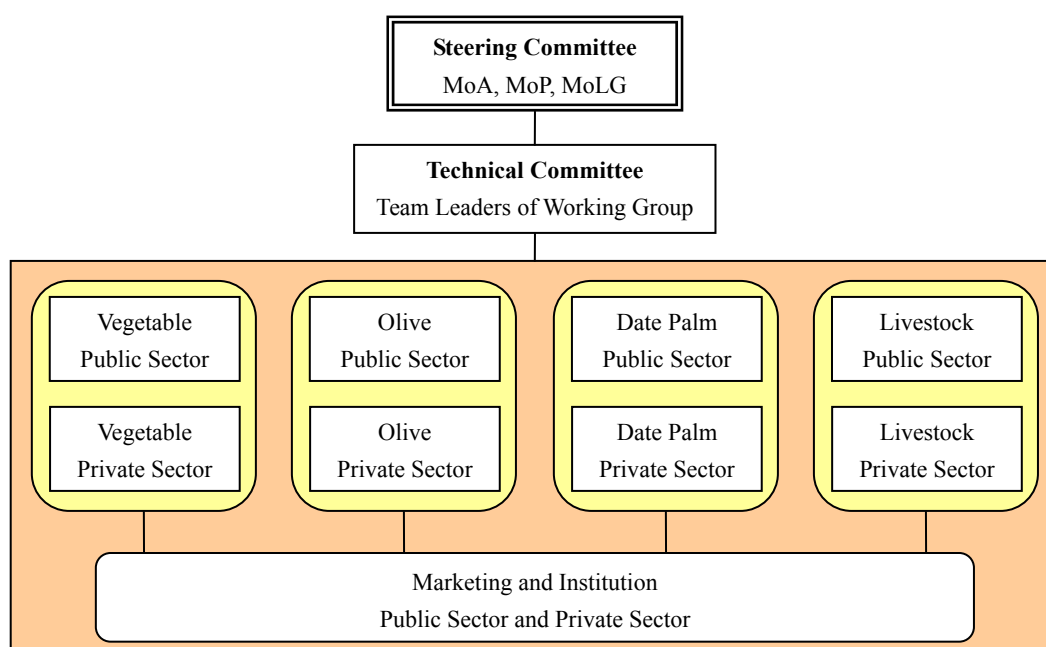 Steering Committee
MoA, MoP, MoLG
Technical Committee
Team Leaders of Working Group
Vegetable
Public Sector
Olive
Public Sector
Date Palm
Public Sector
Livestock
Public Sector
Vegetable
Private Sector
Olive
Private Sector
Date Palm
Private Sector
Livestock
Private Sector
Marketing and Institution
Public Sector and Private Sector